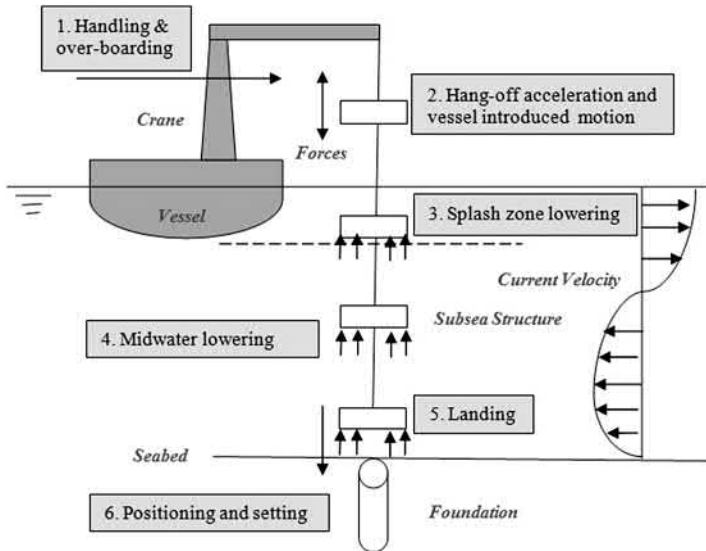 1. Handling &
over-boarding
Crane
Forces
2. Hang-off acceleration and
vessel introduced motion
Vessel
3. Splash zone lowering
Current Velocity
Subsea Structure
4. Midwater lowering
5. Landing
Seabed
6. Positioning and setting
Foundation